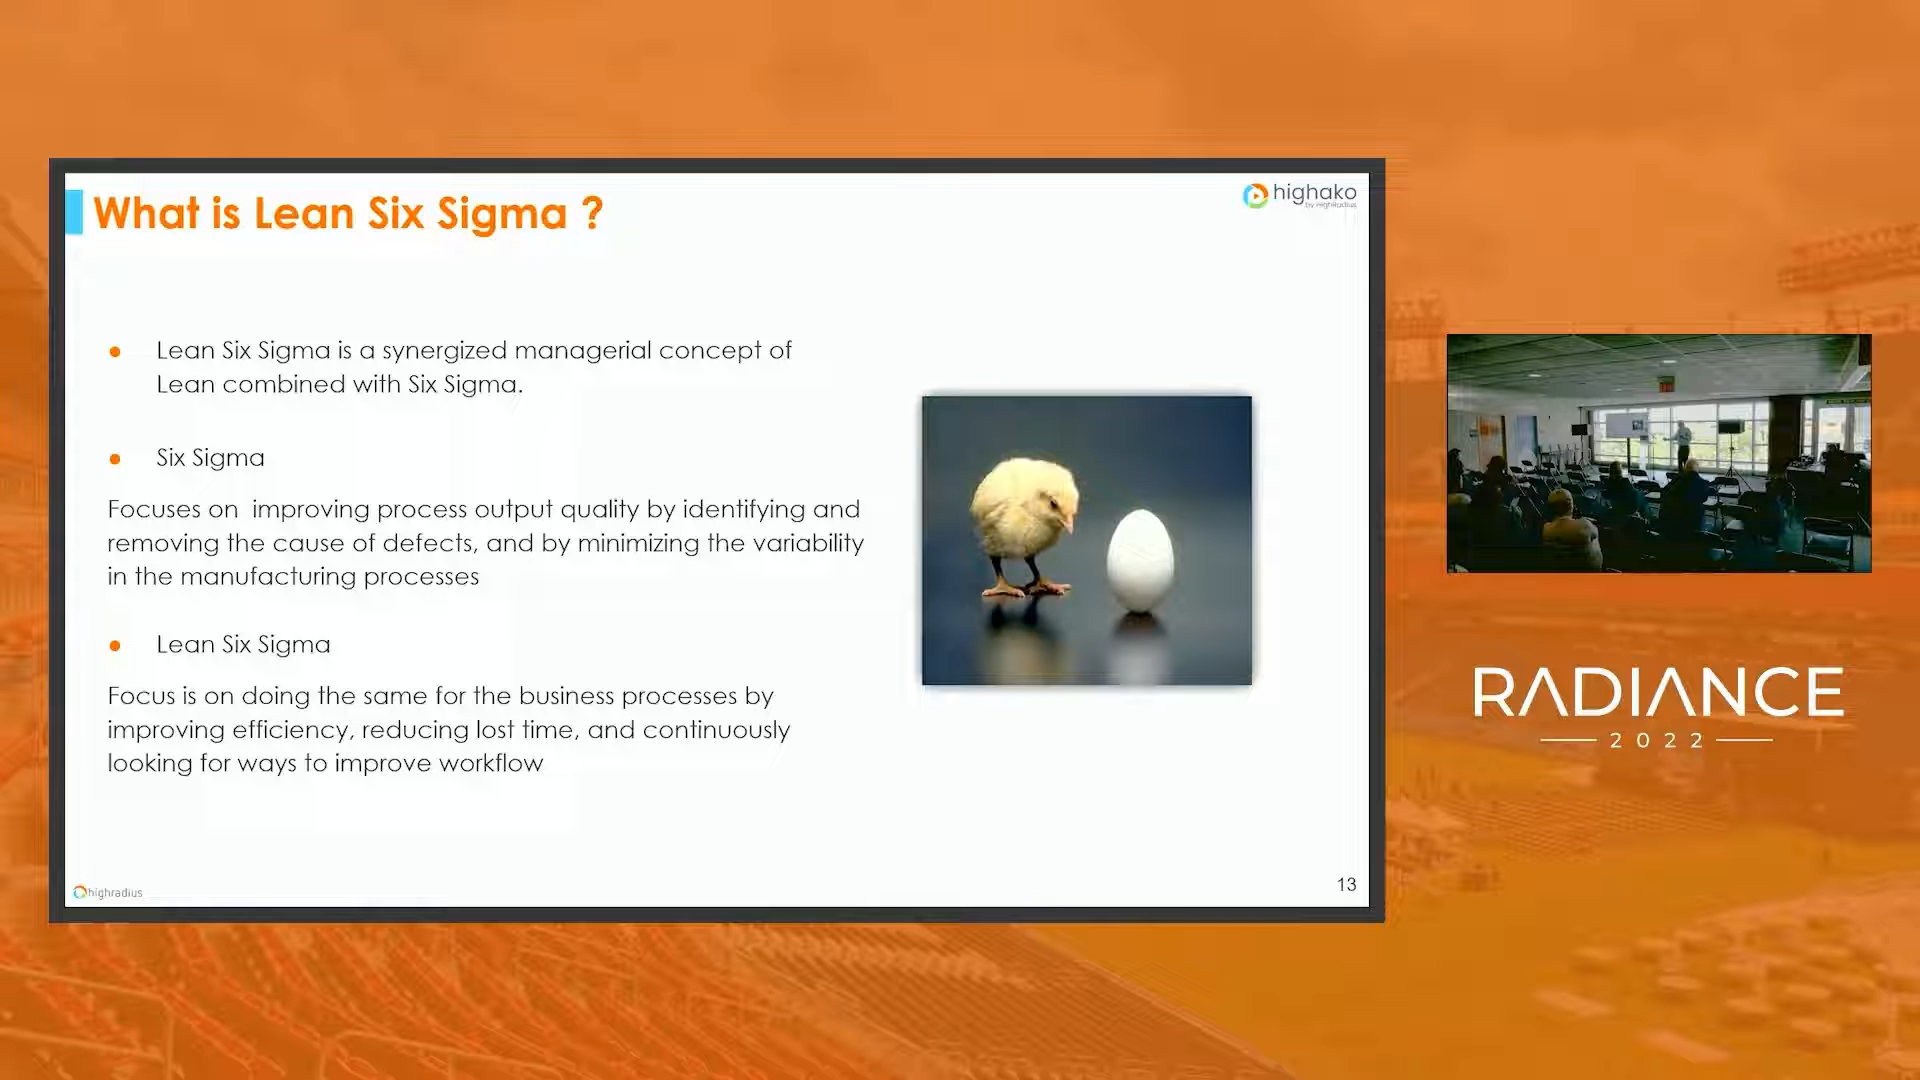 What is Lean Six Sigma ?
highako
by HighRadius
Lean Six Sigma is a synergized managerial concept of
Lean combined with Six Sigma.
Six Sigma
Focuses on improving process output quality by identifying and
removing the cause of defects, and by minimizing the variability
in the manufacturing processes
Lean Six Sigma
Focus is on doing the same for the business processes by
improving efficiency, reducing lost time, and continuously
looking for ways to improve workflow
highradius
13
RADIANCE
2022